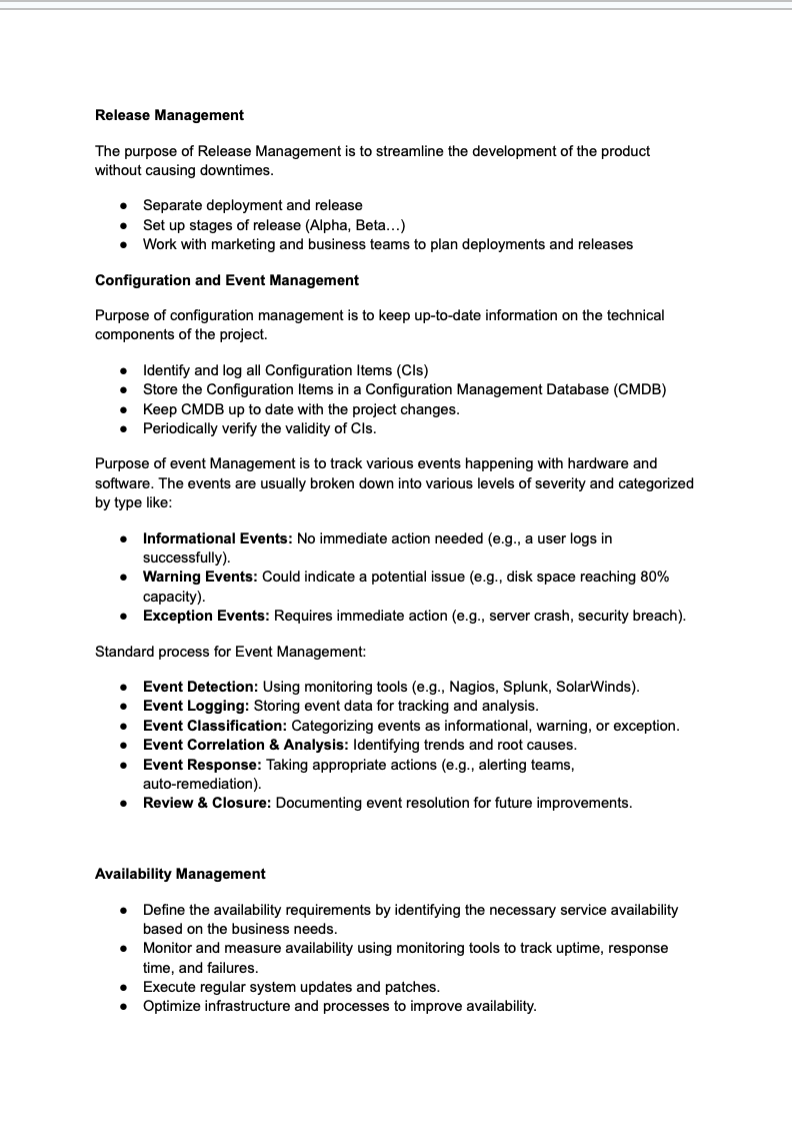 Release Management
The purpose of Release Management is to streamline the development of the product
without causing downtimes.
● Separate deployment and release
● Set up stages of release (Alpha, Beta…)
● Work with marketing and business teams to plan deployments and releases
Configuration and Event Management
Purpose of configuration management is to keep up-to-date information on the technical
components of the project.
● Identify and log all Configuration Items (CIs)
● Store the Configuration Items in a Configuration Management Database (CMDB)
● Keep CMDB up to date with the project changes.
● Periodically verify the validity of CIs.
Purpose of event Management is to track various events happening with hardware and
software. The events are usually broken down into various levels of severity and categorized
by type like:
● Informational Events: No immediate action needed (e.g., a user logs in
successfully).
● Warning Events: Could indicate a potential issue (e.g., disk space reaching 80%
capacity).
● Exception Events: Requires immediate action (e.g., server crash, security breach).
Standard process for Event Management:
● Event Detection: Using monitoring tools (e.g., Nagios, Splunk, SolarWinds).
● Event Logging: Storing event data for tracking and analysis.
● Event Classification: Categorizing events as informational, warning, or exception.
● Event Correlation & Analysis: Identifying trends and root causes.
● Event Response: Taking appropriate actions (e.g., alerting teams,
auto-remediation).
● Review & Closure: Documenting event resolution for future improvements.
Availability Management
● Define the availability requirements by identifying the necessary service availability
based on the business needs.
● Monitor and measure availability using monitoring tools to track uptime, response
time, and failures.
● Execute regular system updates and patches.
● Optimize infrastructure and processes to improve availability.